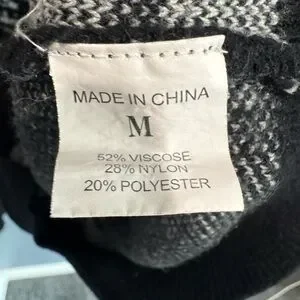 MADE IN CHINA
M
52% VISCOSE
28% NYLON
20% POLYESTER